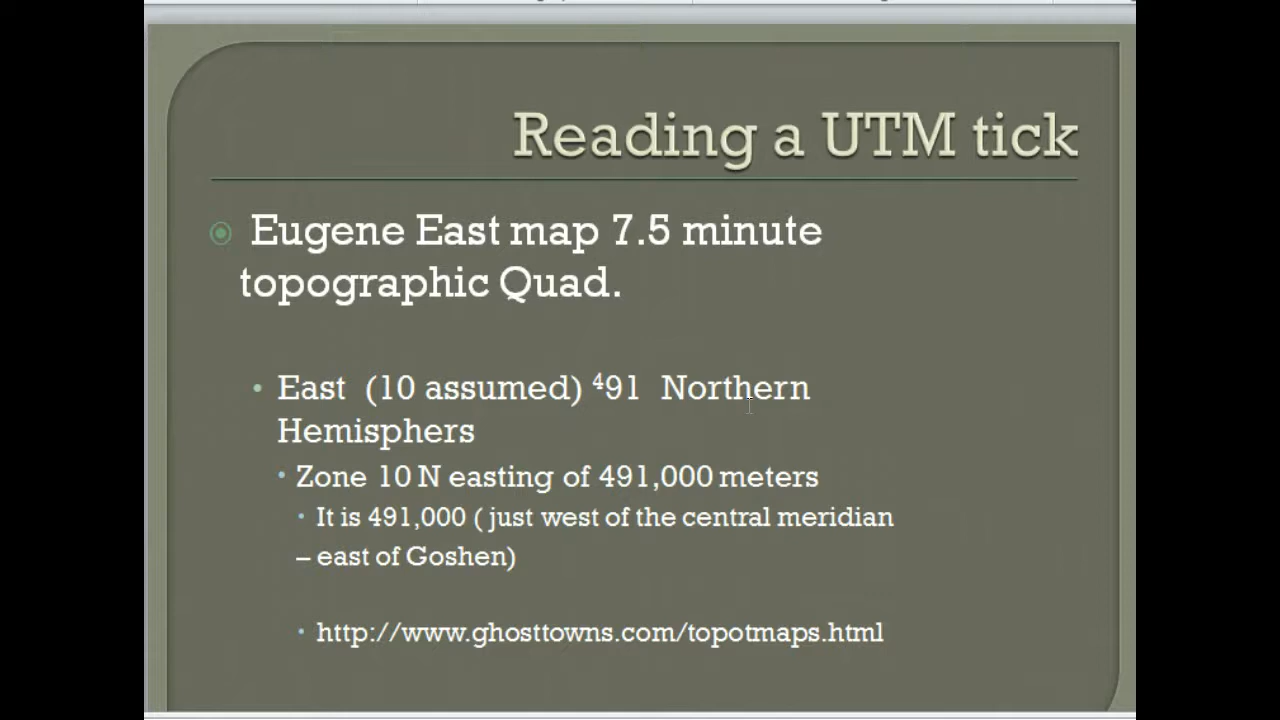 Reading a UTM tick
Eugene East map 7.5 minute
topographic Quad.
East (10 assumed) ⁴91 Northern
Hemisphers
Zone 10 N easting of 491,000 meters
It is 491,000 ( just west of the central meridian
– east of Goshen)
http://www.ghosttowns.com/topotmaps.html